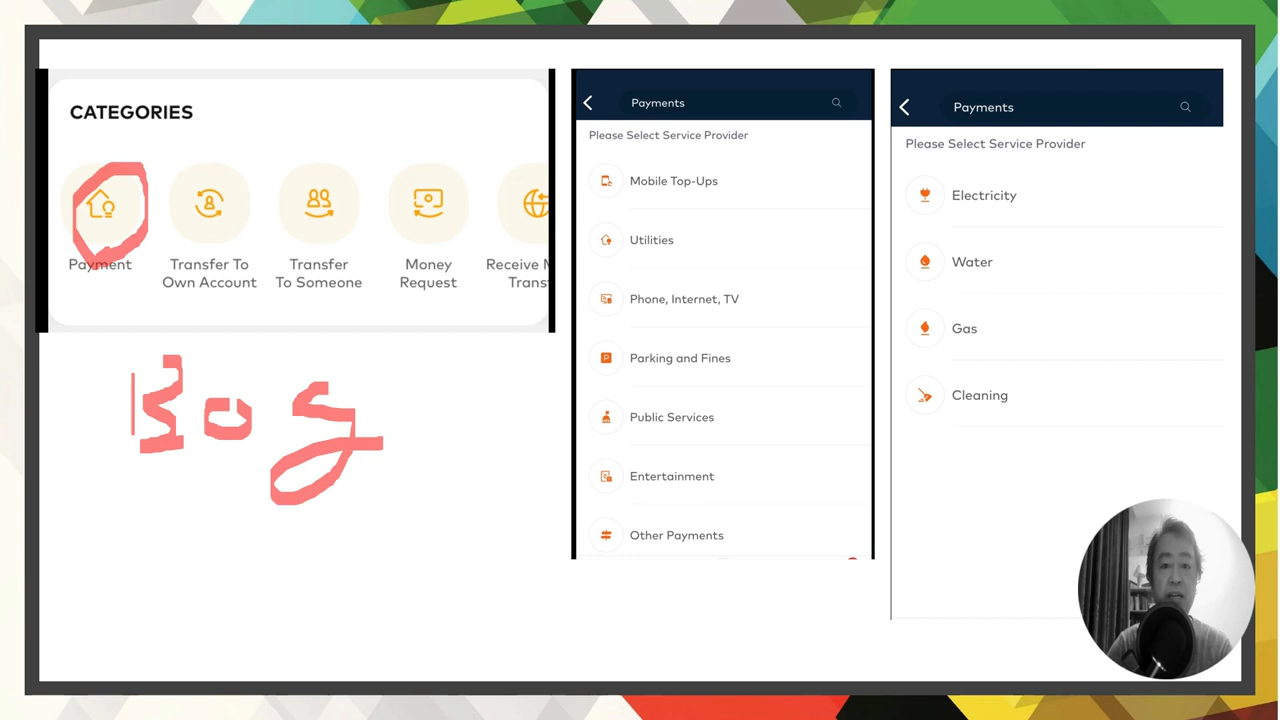 CATEGORIES
Payment
Transfer To
Own Account
Transfer
To Someone
Money
Request
Receive
Bog
Payments
Please Select Service Provider
Mobile Top-Ups
Utilities
Phone, Internet, TV
Parking and Fines
Public Services
Entertainment
Other Payments
Payments
Please Select Service Provider
Electricity
Water
Gas
Cleaning